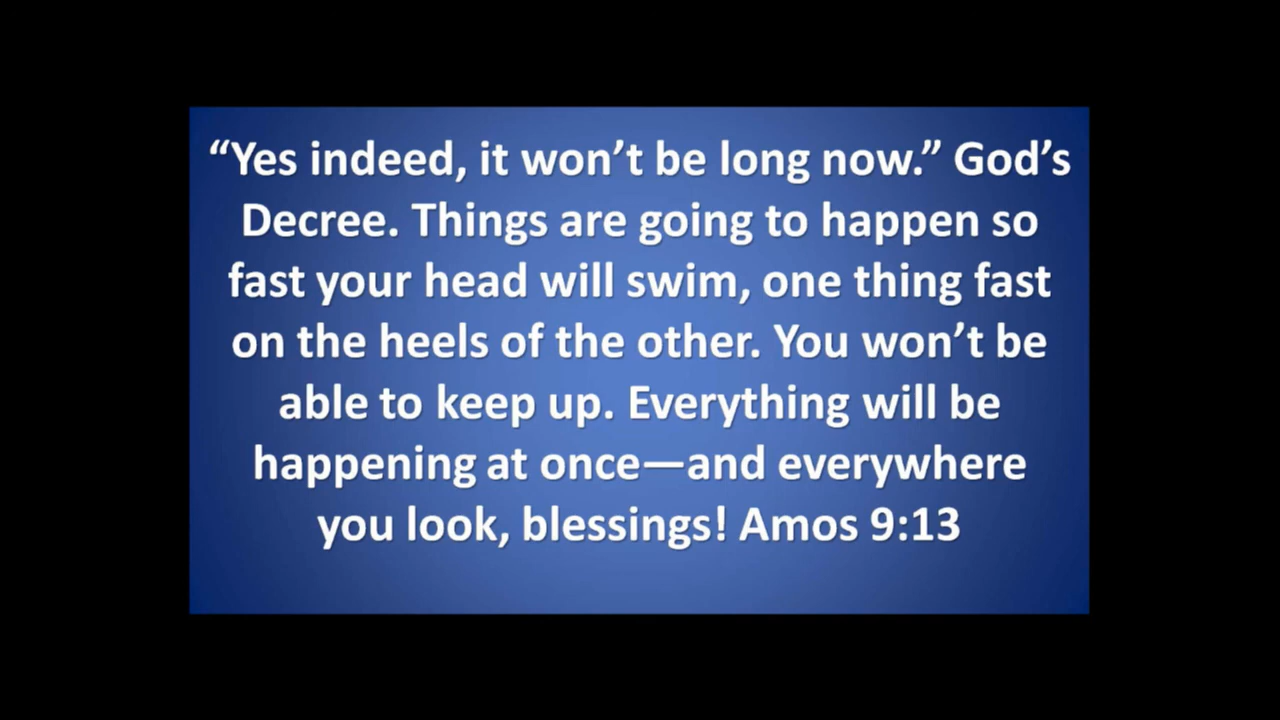 “Yes indeed, it won’t be long now.” God’s
Decree. Things are going to happen so
fast your head will swim, one thing fast
on the heels of the other. You won’t be
able to keep up. Everything will be
happening at once—and everywhere
you look, blessings! Amos 9:13